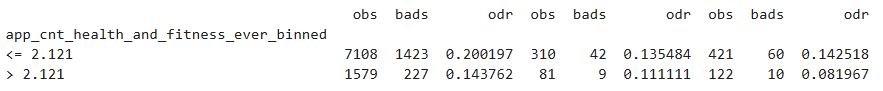 obs bads odr obs bads odr obs bads odr
app_cnt_health_and_fitness_ever_binned
<= 2.121 7108 1423 0.200197 310 42 0.135484 421 60 0.142518
> 2.121 1579 227 0.143762 81 9 0.111111 122 10 0.081967